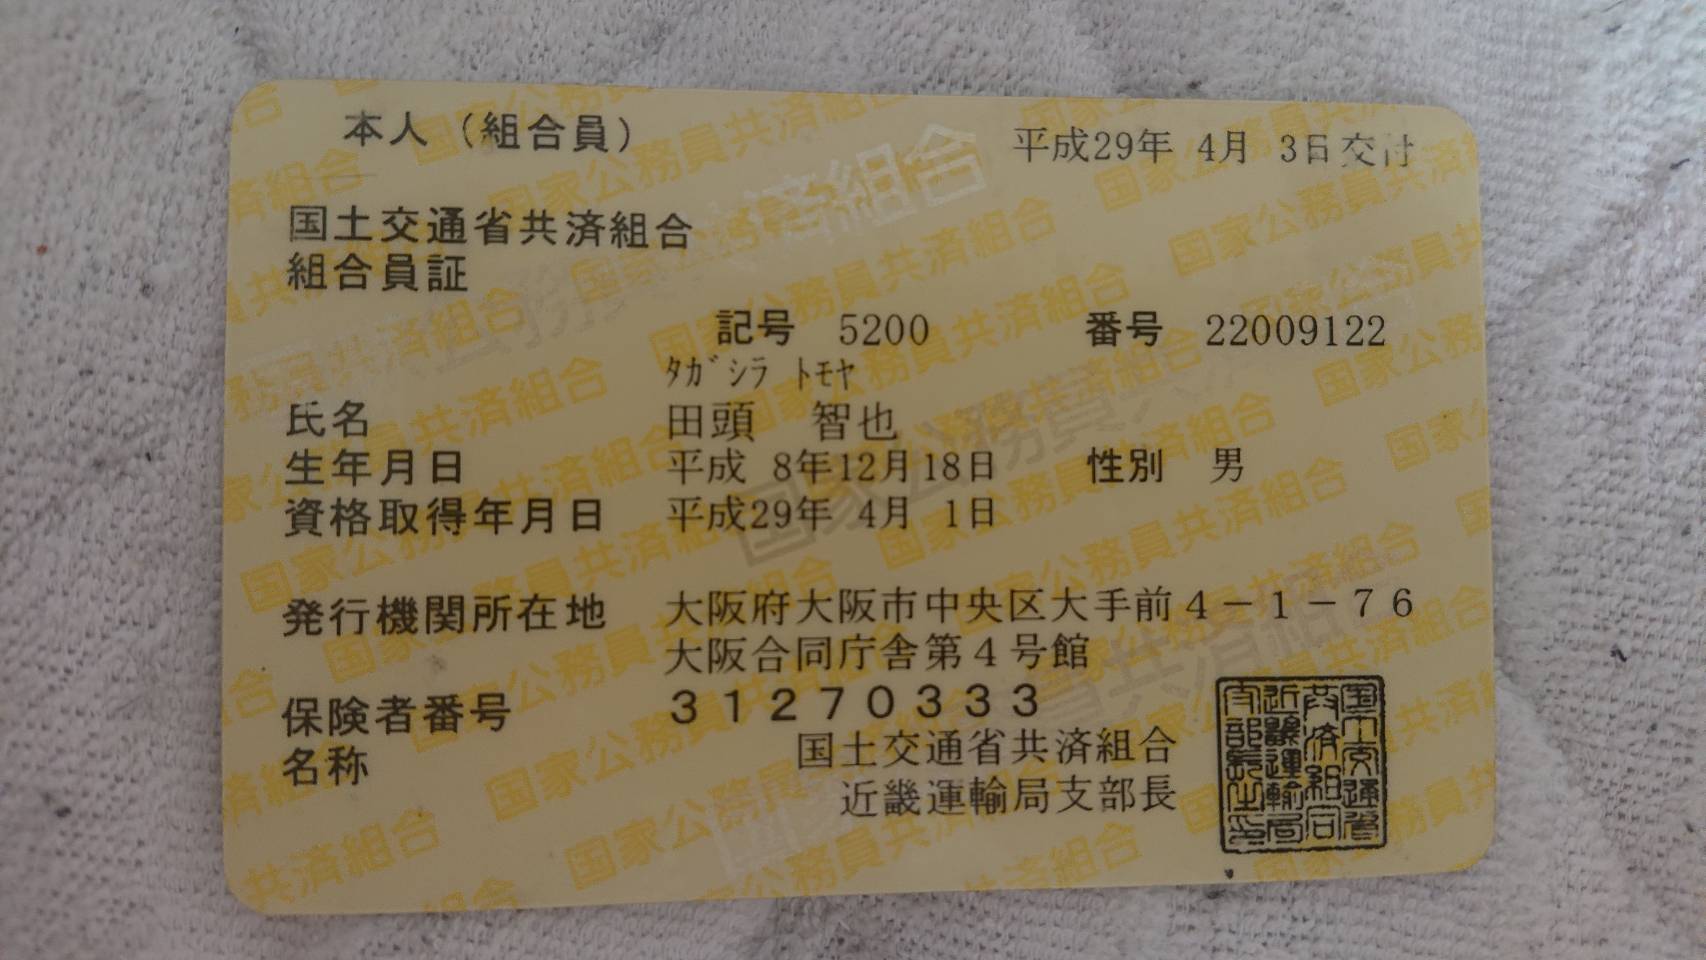 本人（組合員） 平成29年 4月 3日交付
国土交通省共済組合
組合員証
記号 5200 番号 22009122
ﾀｶﾞｼﾗ ﾄﾓﾔ
氏名 田頭 智也
生年月日 平成 8年12月18日 性別 男
資格取得年月日 平成29年 4月 1日
発行機関所在地 大阪府大阪市中央区大手前４－１－７６
大阪合同庁舎第４号館
保険者番号 ３１２７０３３３
名称 国土交通省共済組合
近畿運輸局支部長